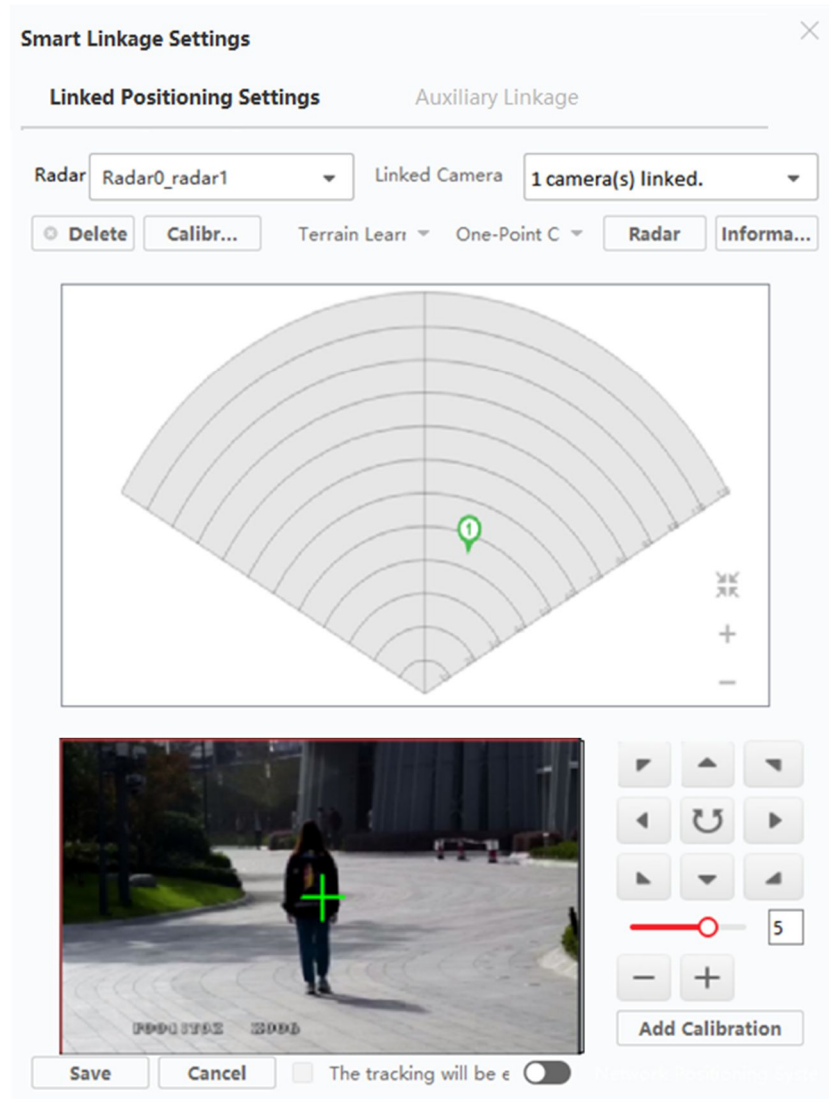 Smart Linkage Settings
Linked Positioning Settings Auxiliary Linkage
Radar Radar0_radar1 Linked Camera 1 camera(s) linked.
Delete Calibr... Terrain Learr One-Point C Radar Informa...
1
5
Add Calibration
Save Cancel The tracking will be e